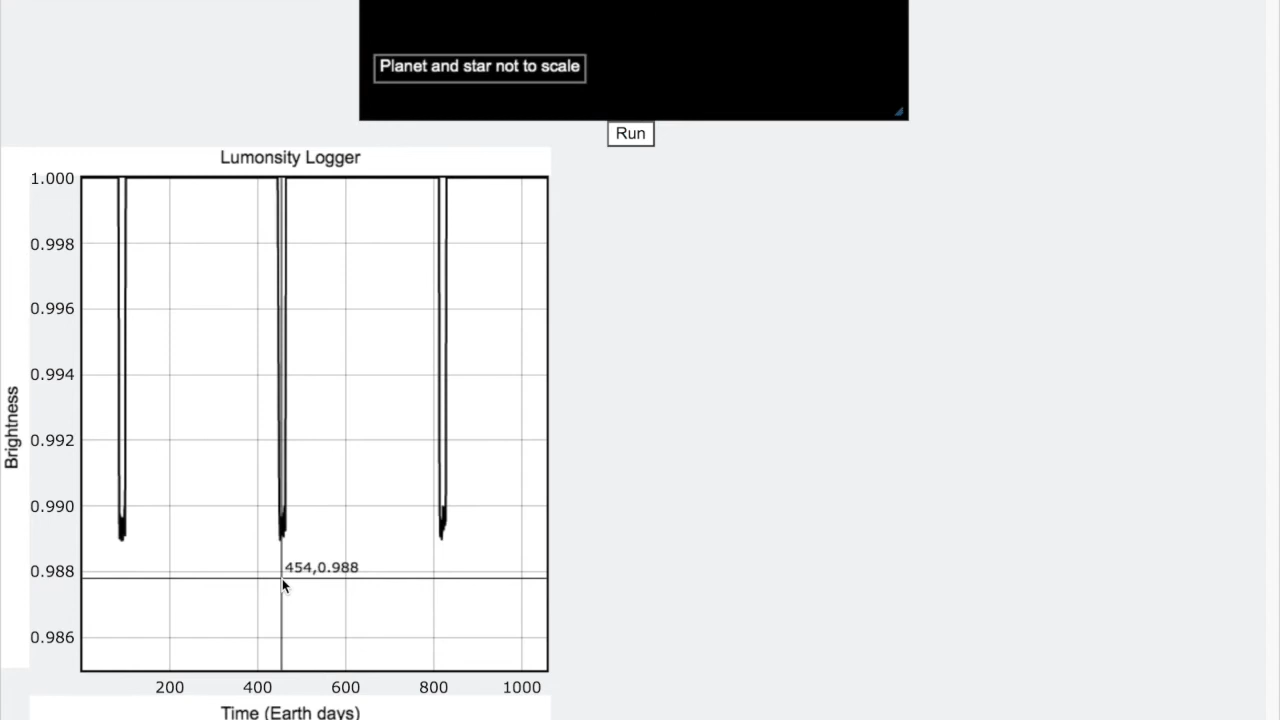 Planet and star not to scale
Run
Lumonsity Logger
1.000
0.998
0.996
0.994
0.992
0.990
0.988
0.986
Brightness
454,0.988
200 400 600 800 1000
Time (Earth days)